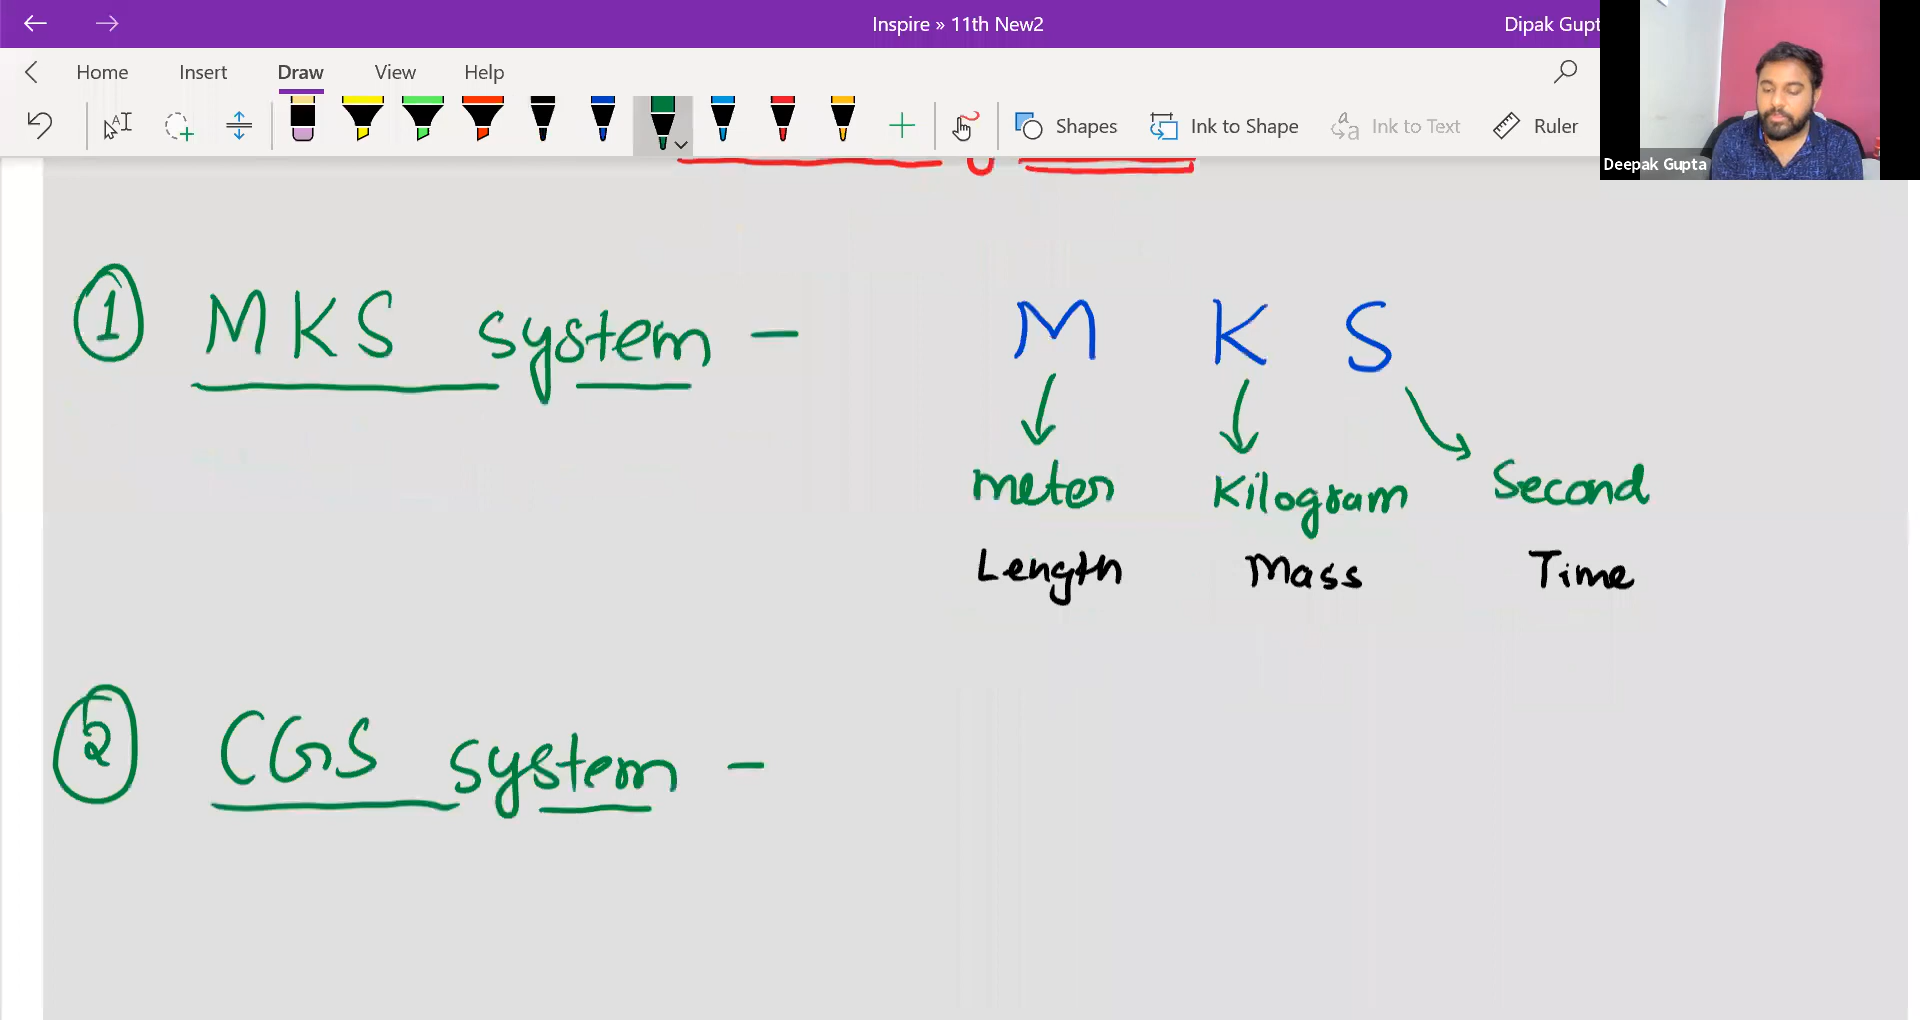 Inspire » 11th New2
Dipak Gupt
Home Insert Draw View Help
Shapes Ink to Shape Ink to Text Ruler
Deepak Gupta
1 MKS system - M K S
meter Kilogram Second
Length Mass Time
2 CGS system -